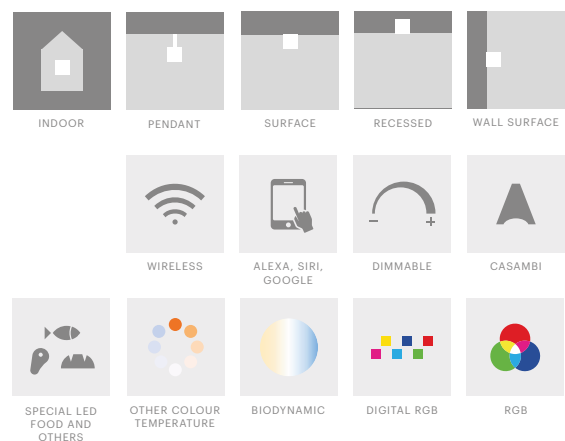 INDOOR
PENDANT
SURFACE
RECESSED
WALL SURFACE
WIRELESS
ALEXA, SIRI,
GOOGLE
DIMMABLE
CASAMBI
SPECIAL LED
FOOD AND
OTHERS
OTHER COLOUR
TEMPERATURE
BIODYNAMIC
DIGITAL RGB
RGB